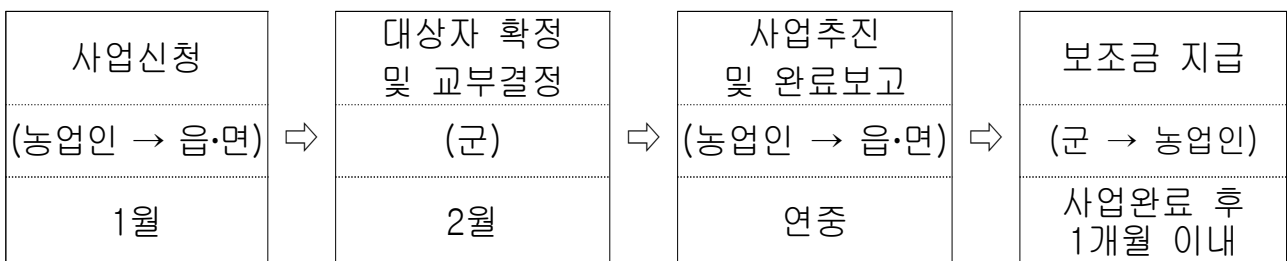 사업신청
(농업인 → 읍·면)
1월
⇨
대상자 확정
및 교부결정
(군)
2월
⇨
사업추진
및 완료보고
(농업인 → 읍·면)
연중
⇨
보조금 지급
(군 → 농업인)
사업완료 후
1개월 이내